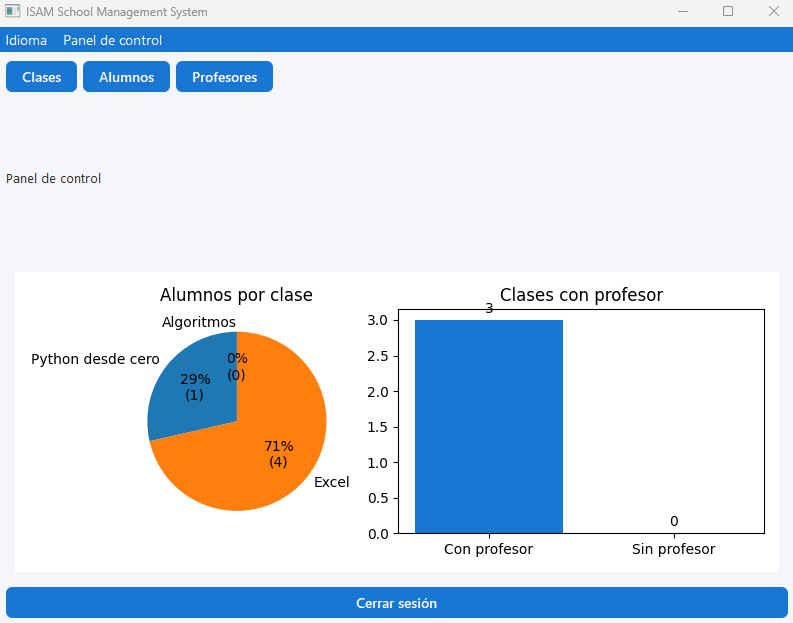 ISAM School Management System
Idioma Panel de control
Clases Alumnos Profesores
Panel de control
Alumnos por clase
Algoritmos
Python desde cero
0%
(0)
29%
(1)
71%
(4)
Excel
Clases con profesor
3
3.0
2.5
2.0
1.5
1.0
0.5
0.0
0
Con profesor Sin profesor
Cerrar sesión